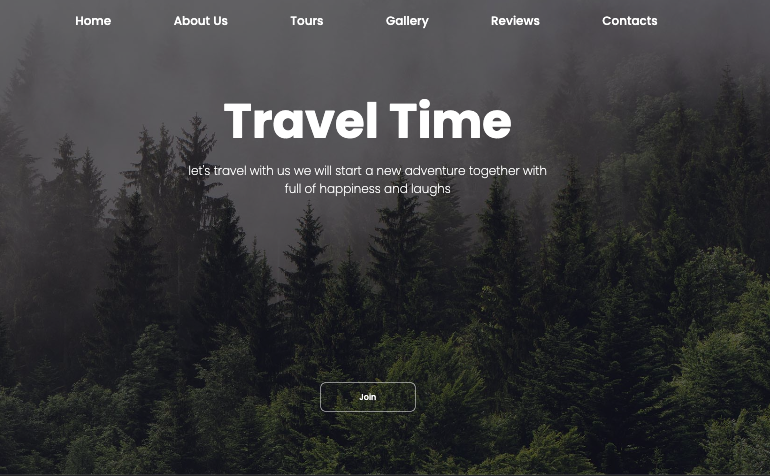 Home About Us Tours Gallery Reviews Contacts
Travel Time
let's travel with us we will start a new adventure together with
full of happiness and laughs
Join